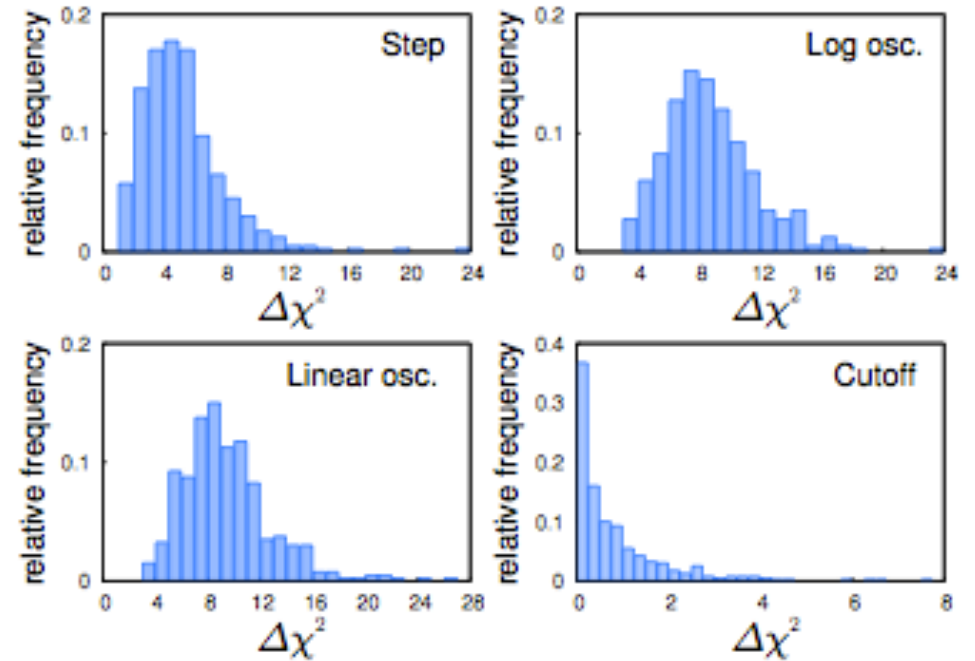 0.2
Step
relative frequency
0.1
0
0 4 8 12 16 20 24
Δχ²
0.2
Log osc.
relative frequency
0.1
0
0 4 8 12 16 20 24
Δχ²
0.2
Linear osc.
relative frequency
0.1
0
0 4 8 12 16 20 24 28
Δχ²
0.4
Cutoff
relative frequency
0.3
0.2
0.1
0
0 2 4 6 8
Δχ²